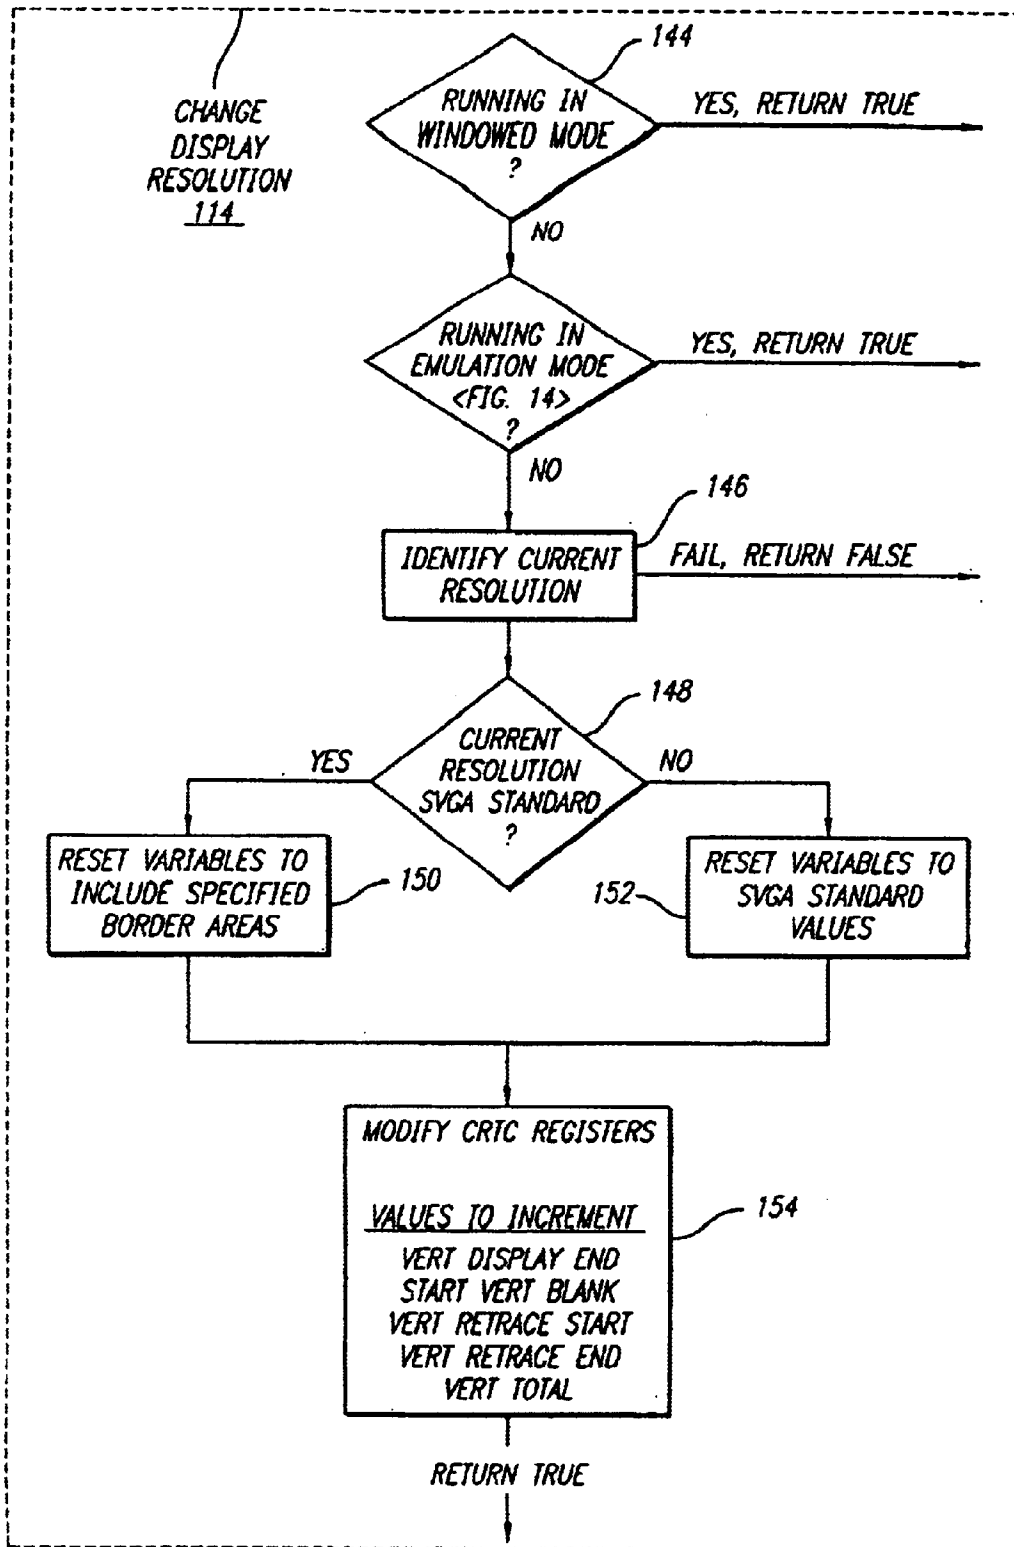 144
RUNNING IN
WINDOWED MODE
?
YES, RETURN TRUE
CHANGE
DISPLAY
RESOLUTION
114
NO
RUNNING IN
EMULATION MODE
<FIG. 14>
?
YES, RETURN TRUE
NO
146
IDENTIFY CURRENT
RESOLUTION
FAIL, RETURN FALSE
148
CURRENT
RESOLUTION
SVGA STANDARD
?
YES
NO
RESET VARIABLES TO
INCLUDE SPECIFIED
BORDER AREAS
150
152
RESET VARIABLES TO
SVGA STANDARD
VALUES
MODIFY CRTC REGISTERS
VALUES TO INCREMENT
VERT DISPLAY END
START VERT BLANK
VERT RETRACE START
VERT RETRACE END
VERT TOTAL
154
RETURN TRUE